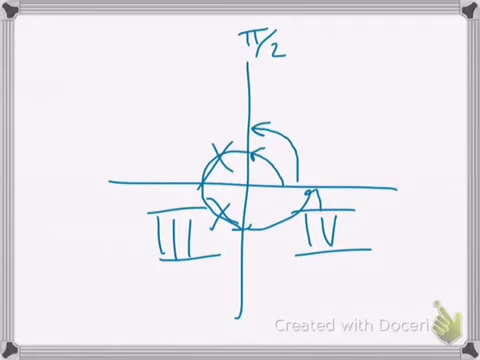 π/2
III IV
Created with Doceri